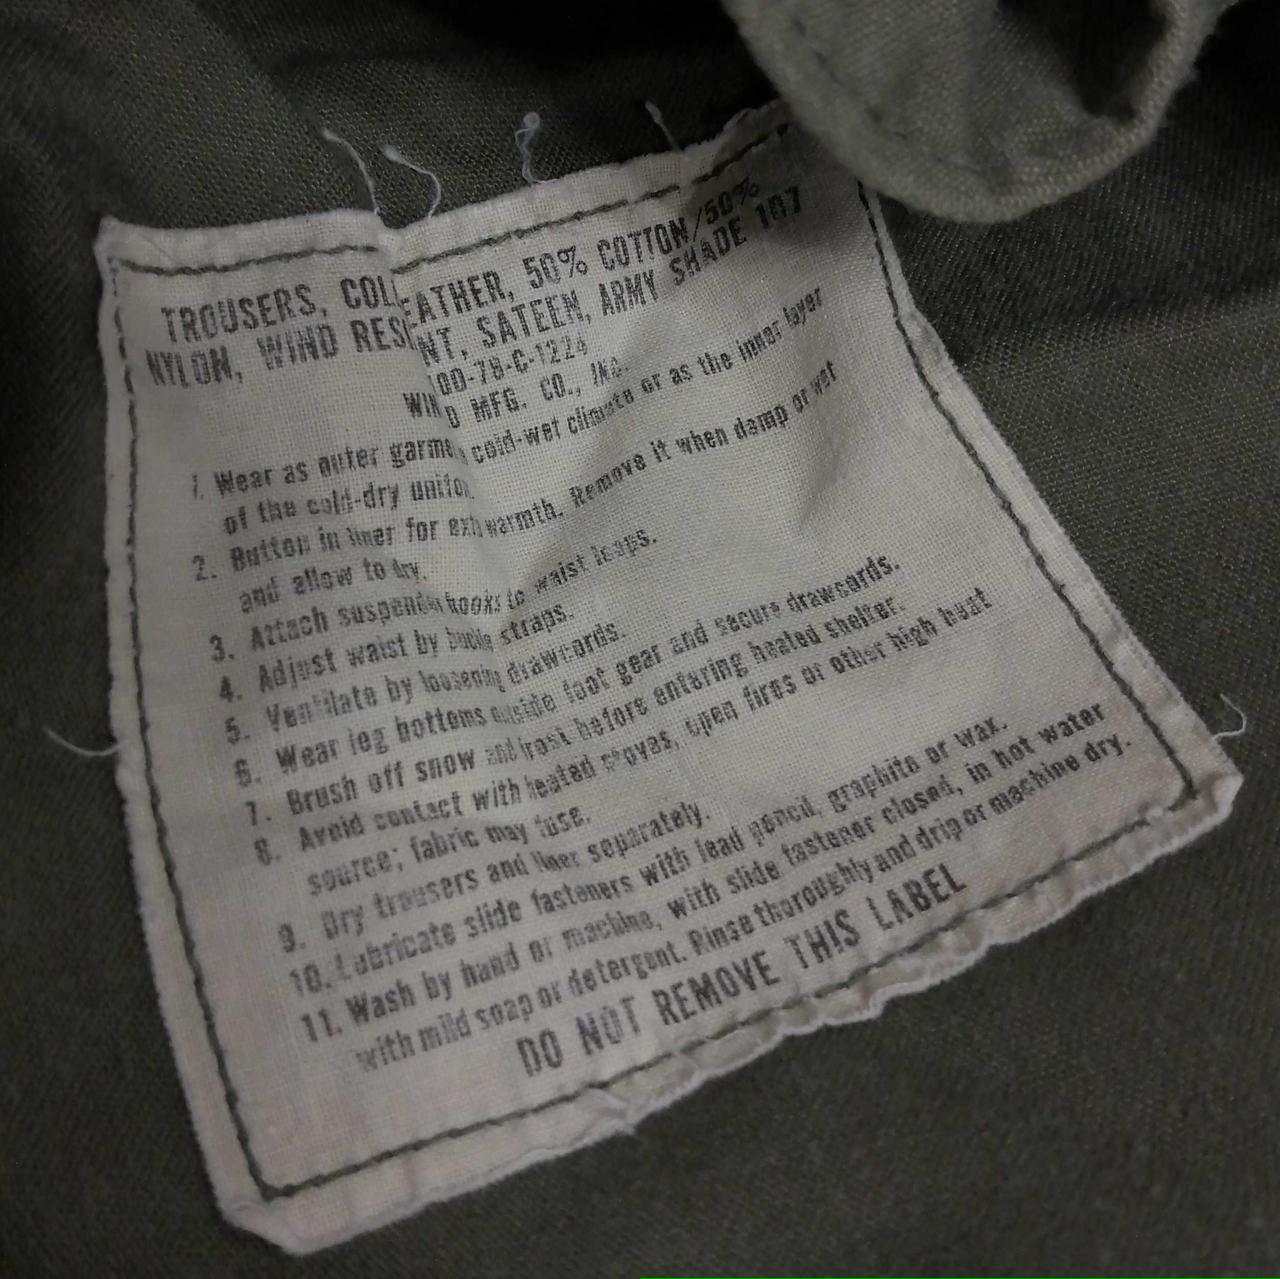 TROUSERS, COL EATHER, 50% COTTON/50%
NYLON, WIND RES NT, SATEEN, ARMY SHADE 107
100-78-C-1224
WIN D MFG. CO., INC.
1. Wear as outer garme cold-wet climate or as the inner layer
of the cold-dry unifor
2. Button in liner for ext warmth. Remove it when damp or wet
and allow to dry.
3. Attach suspender hooks to waist loops.
4. Adjust waist by buckle straps.
5. Ventilate by loosening drawcords.
6. Wear leg bottoms outside foot gear and secure drawcords.
7. Brush off snow and frost before entering heated shelter.
8. Avoid contact with heated stoves, open fires or other high heat
source; fabric may fuse.
9. Dry trousers and liner separately.
10. Lubricate slide fasteners with lead pencil, graphite or wax.
11. Wash by hand or machine, with slide fastener closed, in hot water
with mild soap or detergent. Rinse thoroughly and drip or machine dry.
DO NOT REMOVE THIS LABEL